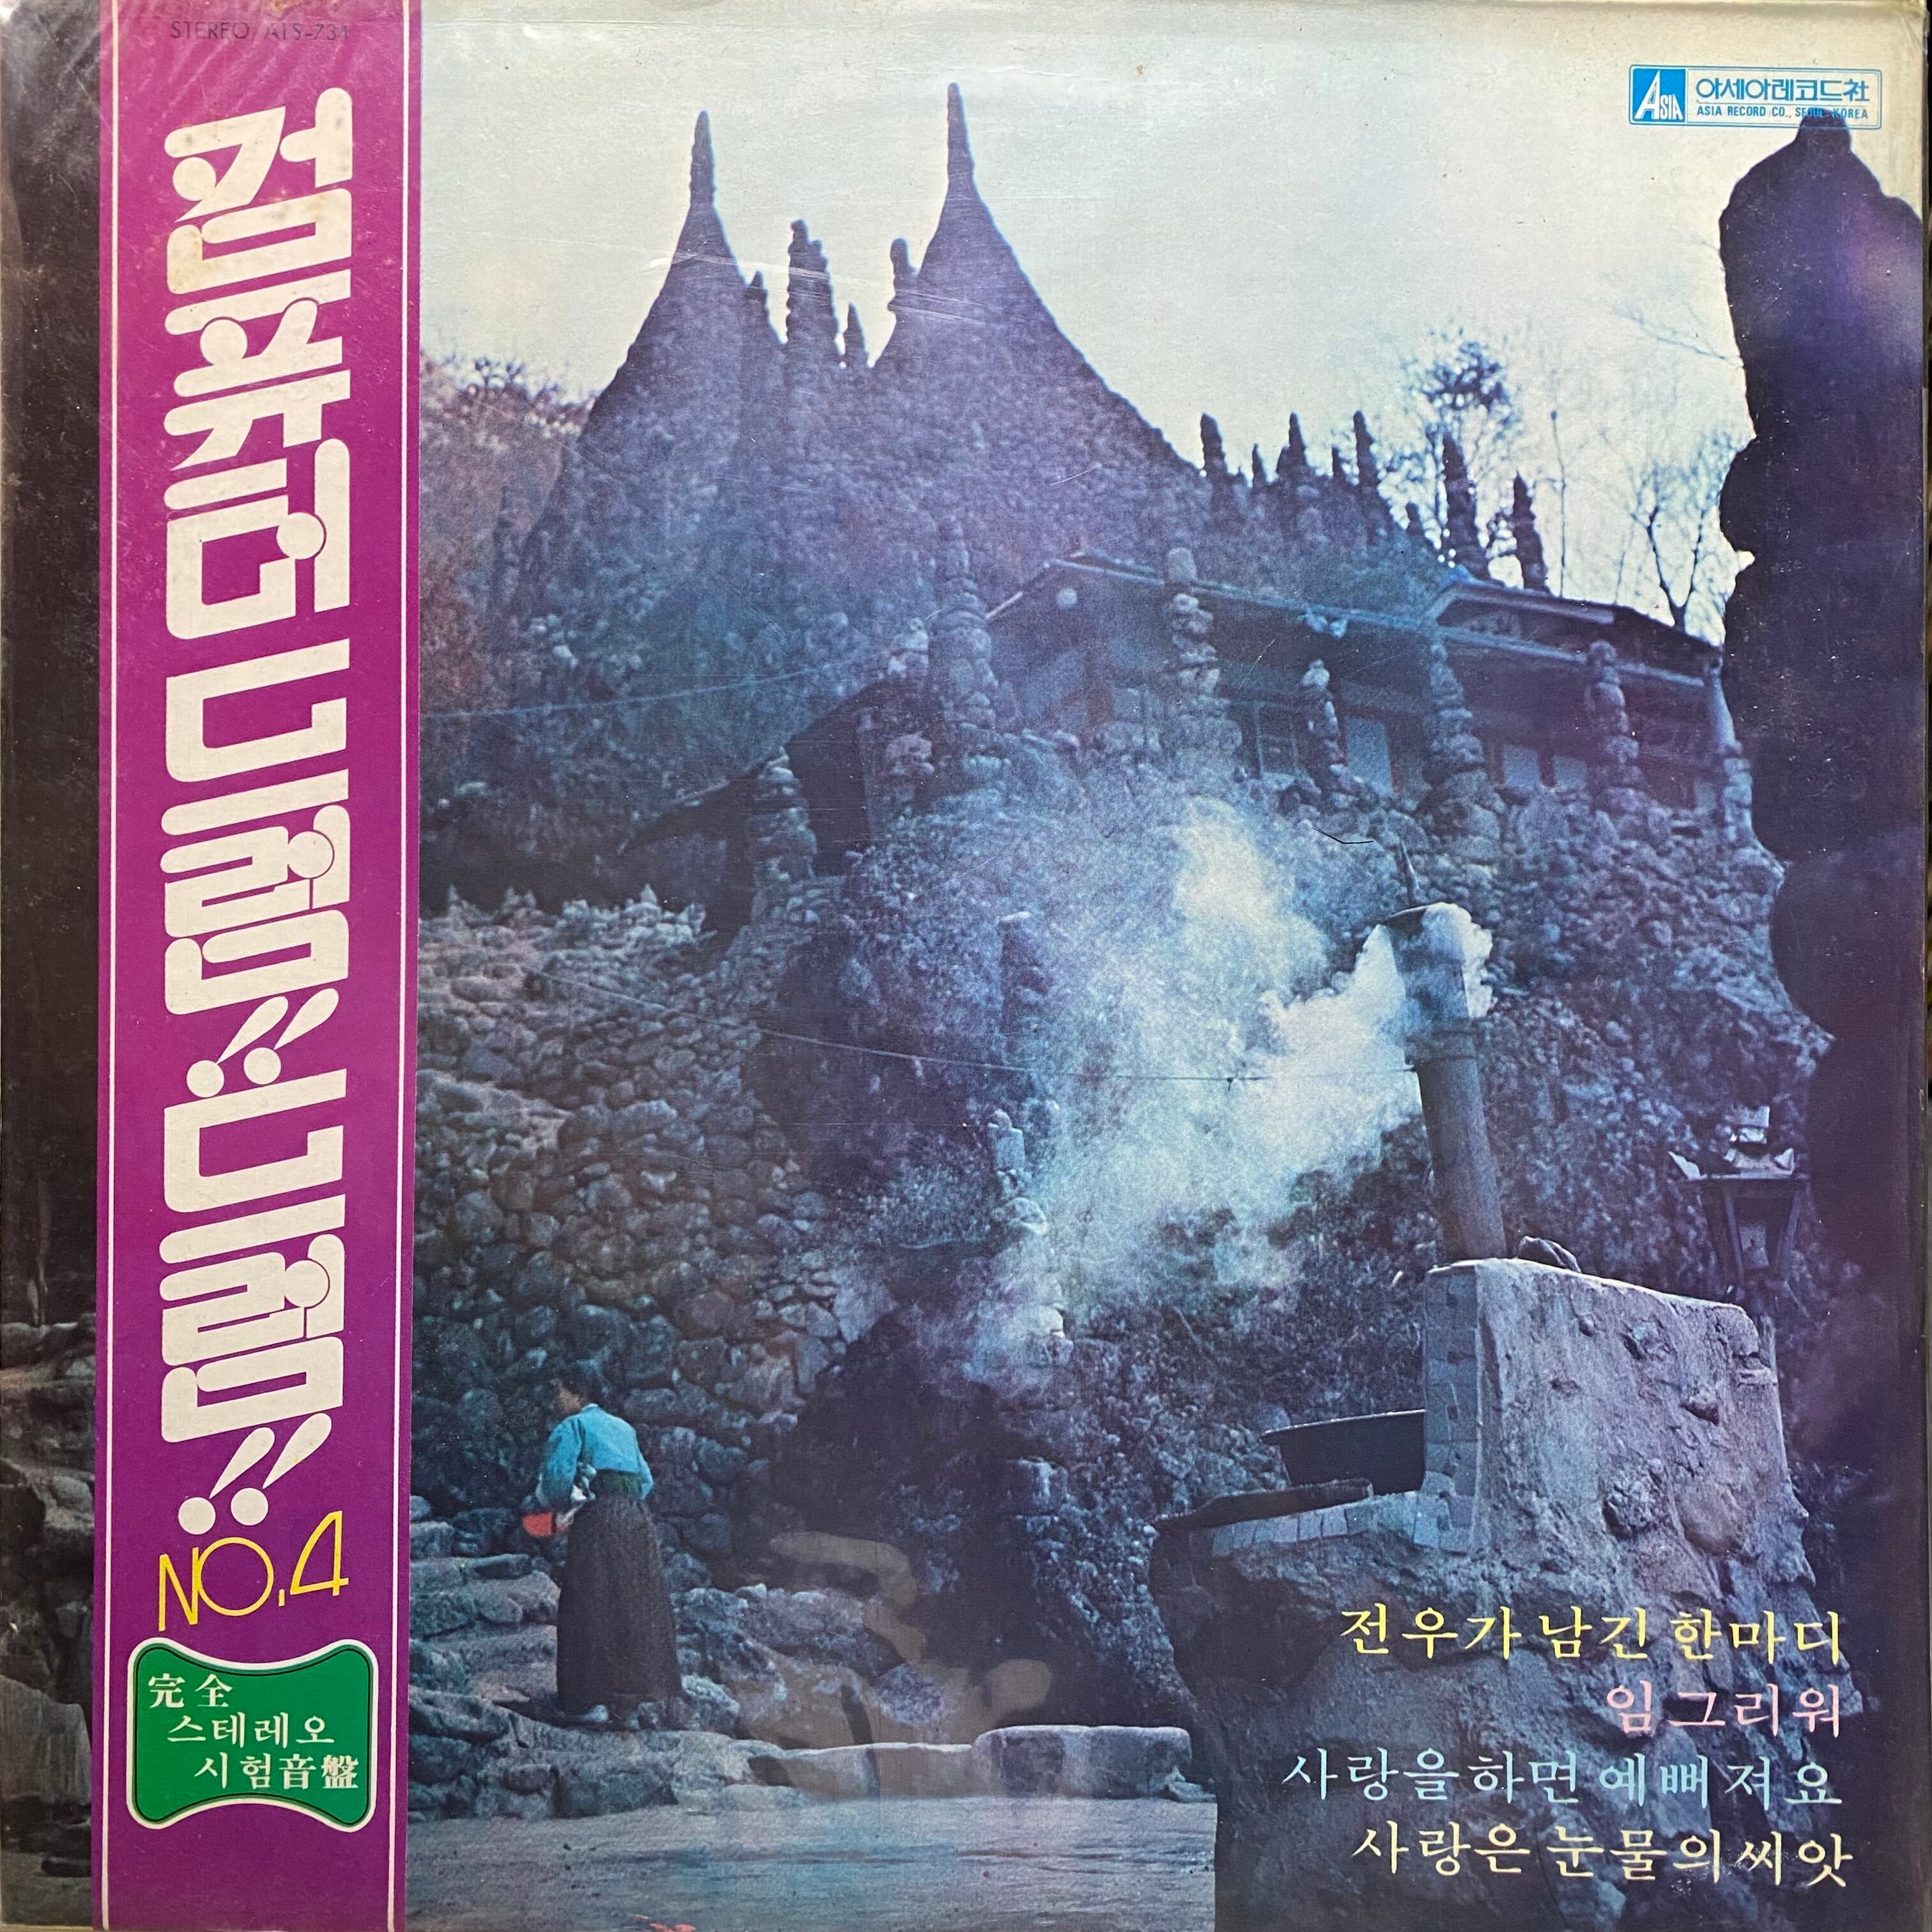 STEREO ATS-734
컴퓨터 드럼!! 드럼!!
NO.4
完全
스테레오
시험音盤
ASIA
아세아레코드社
ASIA RECORD CO., SEOUL KOREA
전우가 남긴 한마디
임 그리워
사랑을 하면 예뻐져요
사랑은 눈물의 씨앗